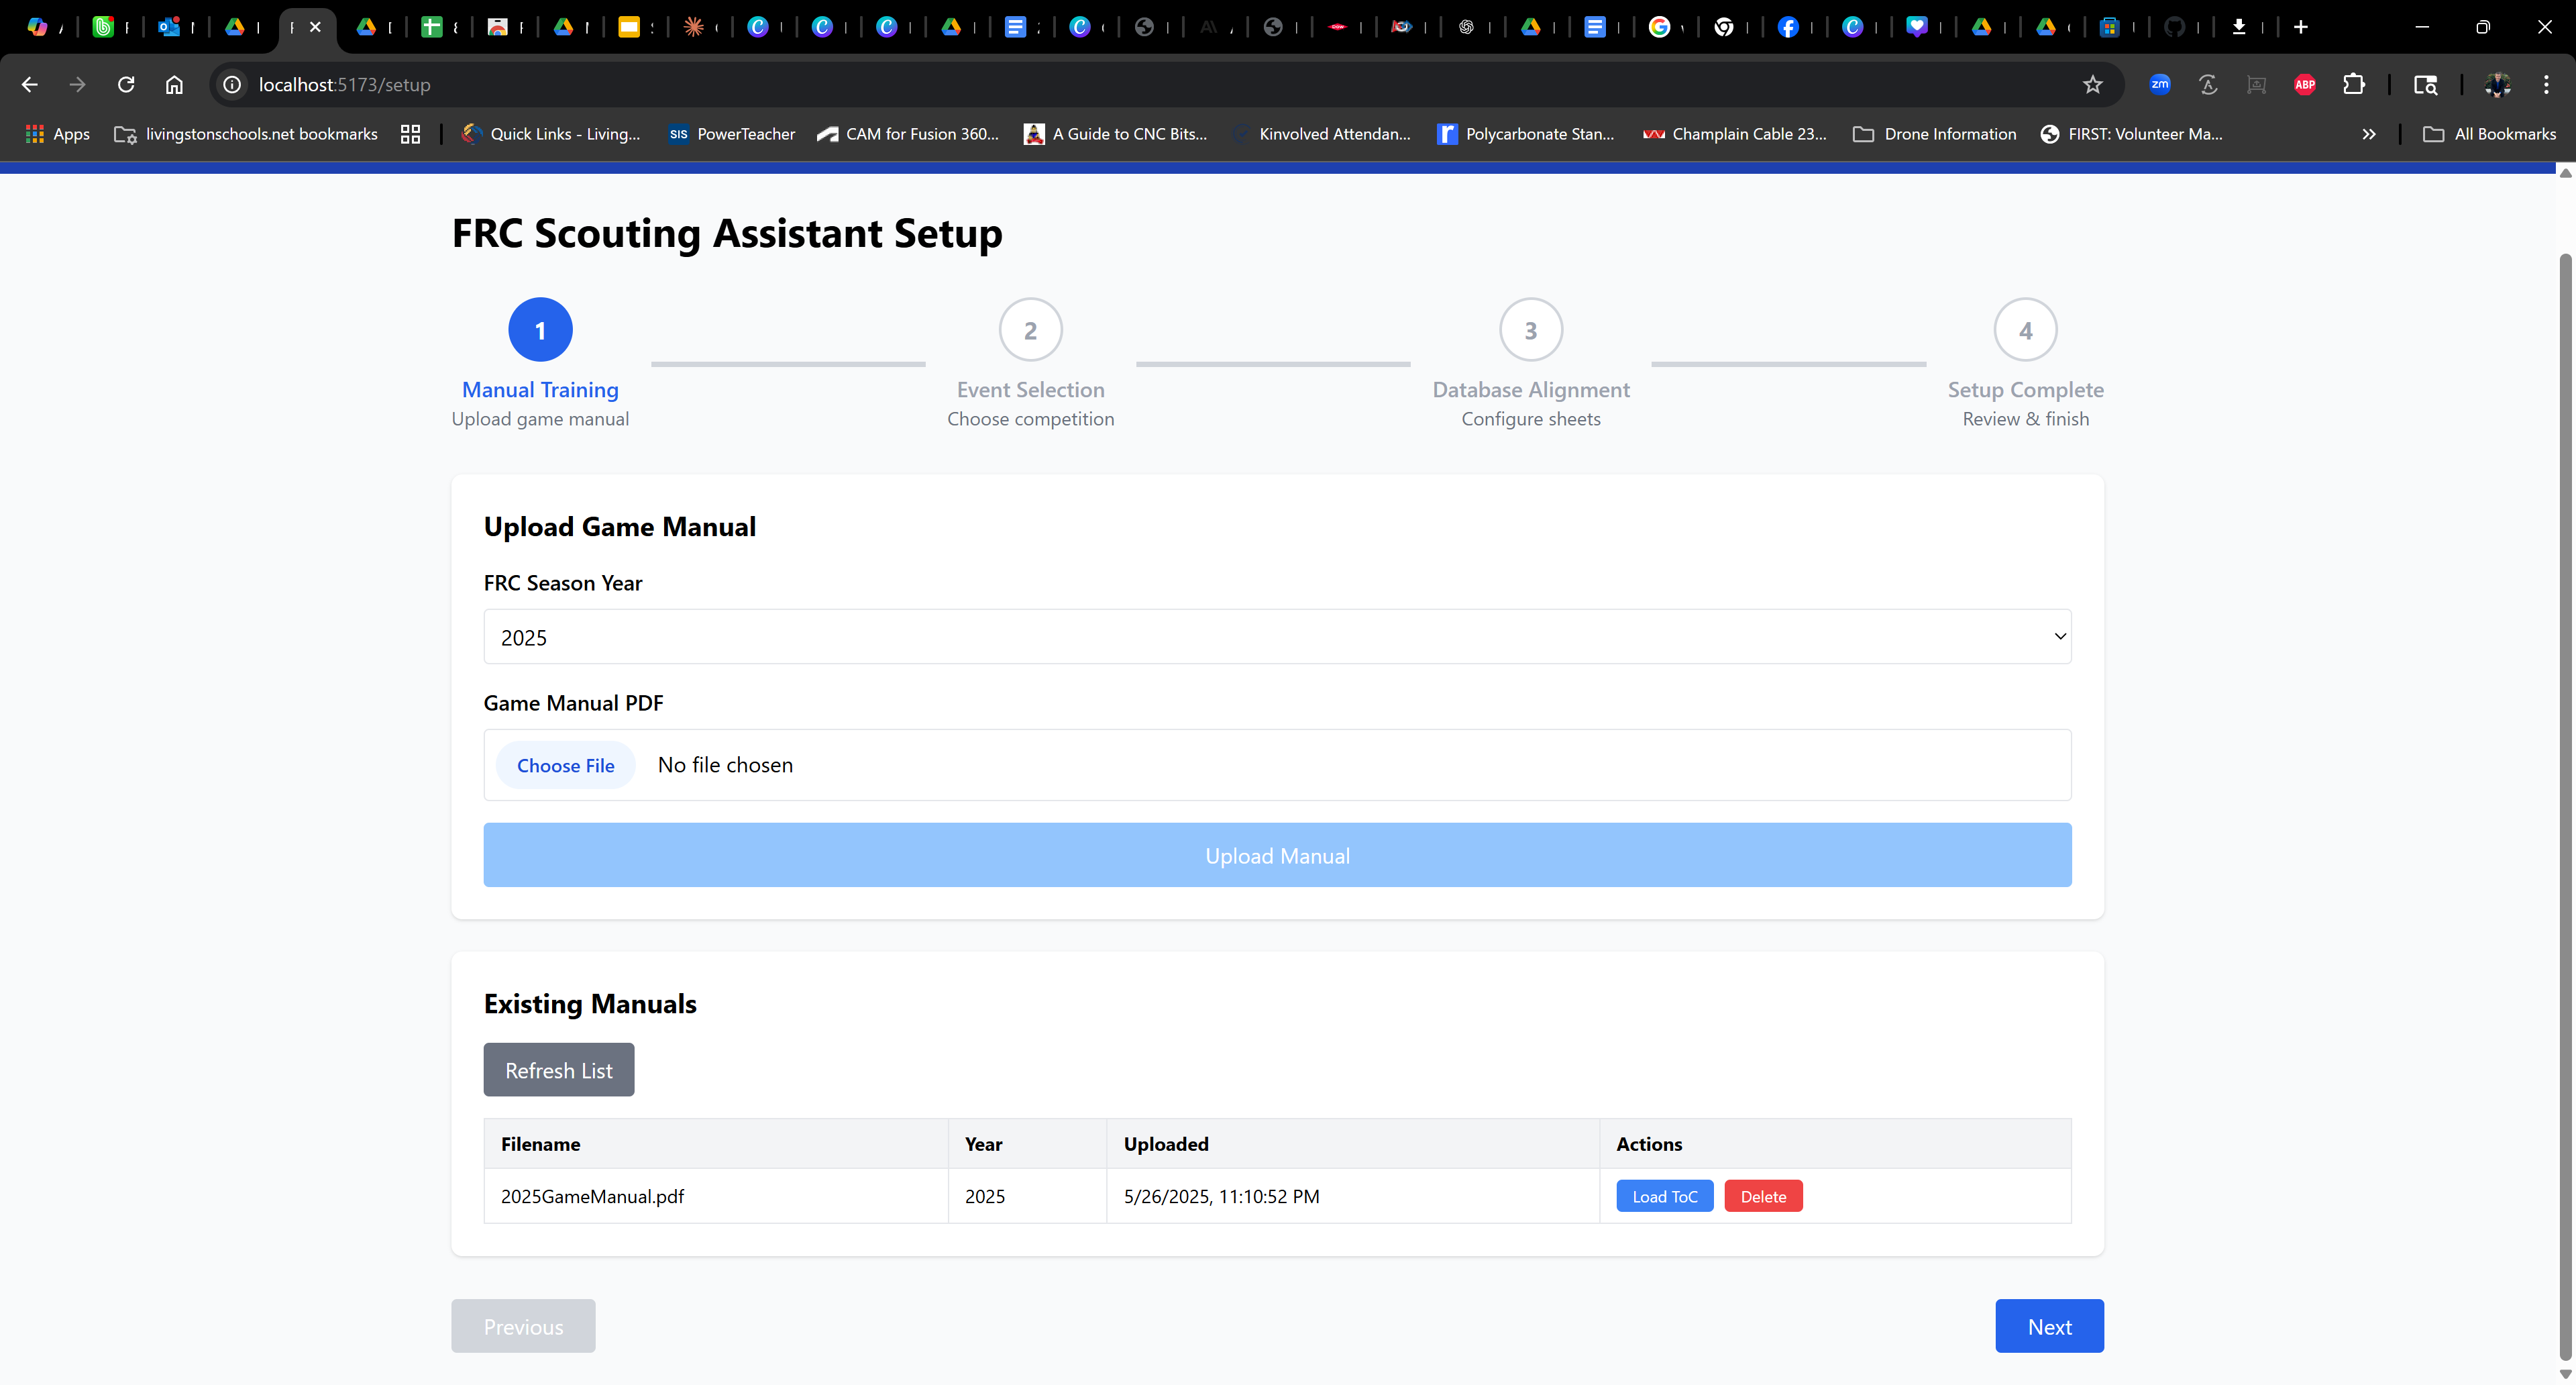 localhost:5173/setup
Apps livingstonschools.net bookmarks Quick Links - Living... SIS PowerTeacher CAM for Fusion 360... A Guide to CNC Bits... Kinvolved Attendan... Polycarbonate Stan... Champlain Cable 23... Drone Information FIRST: Volunteer Ma... All Bookmarks
FRC Scouting Assistant Setup
1 2 3 4
Manual Training Event Selection Database Alignment Setup Complete
Upload game manual Choose competition Configure sheets Review & finish
Upload Game Manual
FRC Season Year
2025
Game Manual PDF
Choose File No file chosen
Upload Manual
Existing Manuals
Refresh List
Filename Year Uploaded Actions
2025GameManual.pdf 2025 5/26/2025, 11:10:52 PM Load ToC Delete
Previous Next